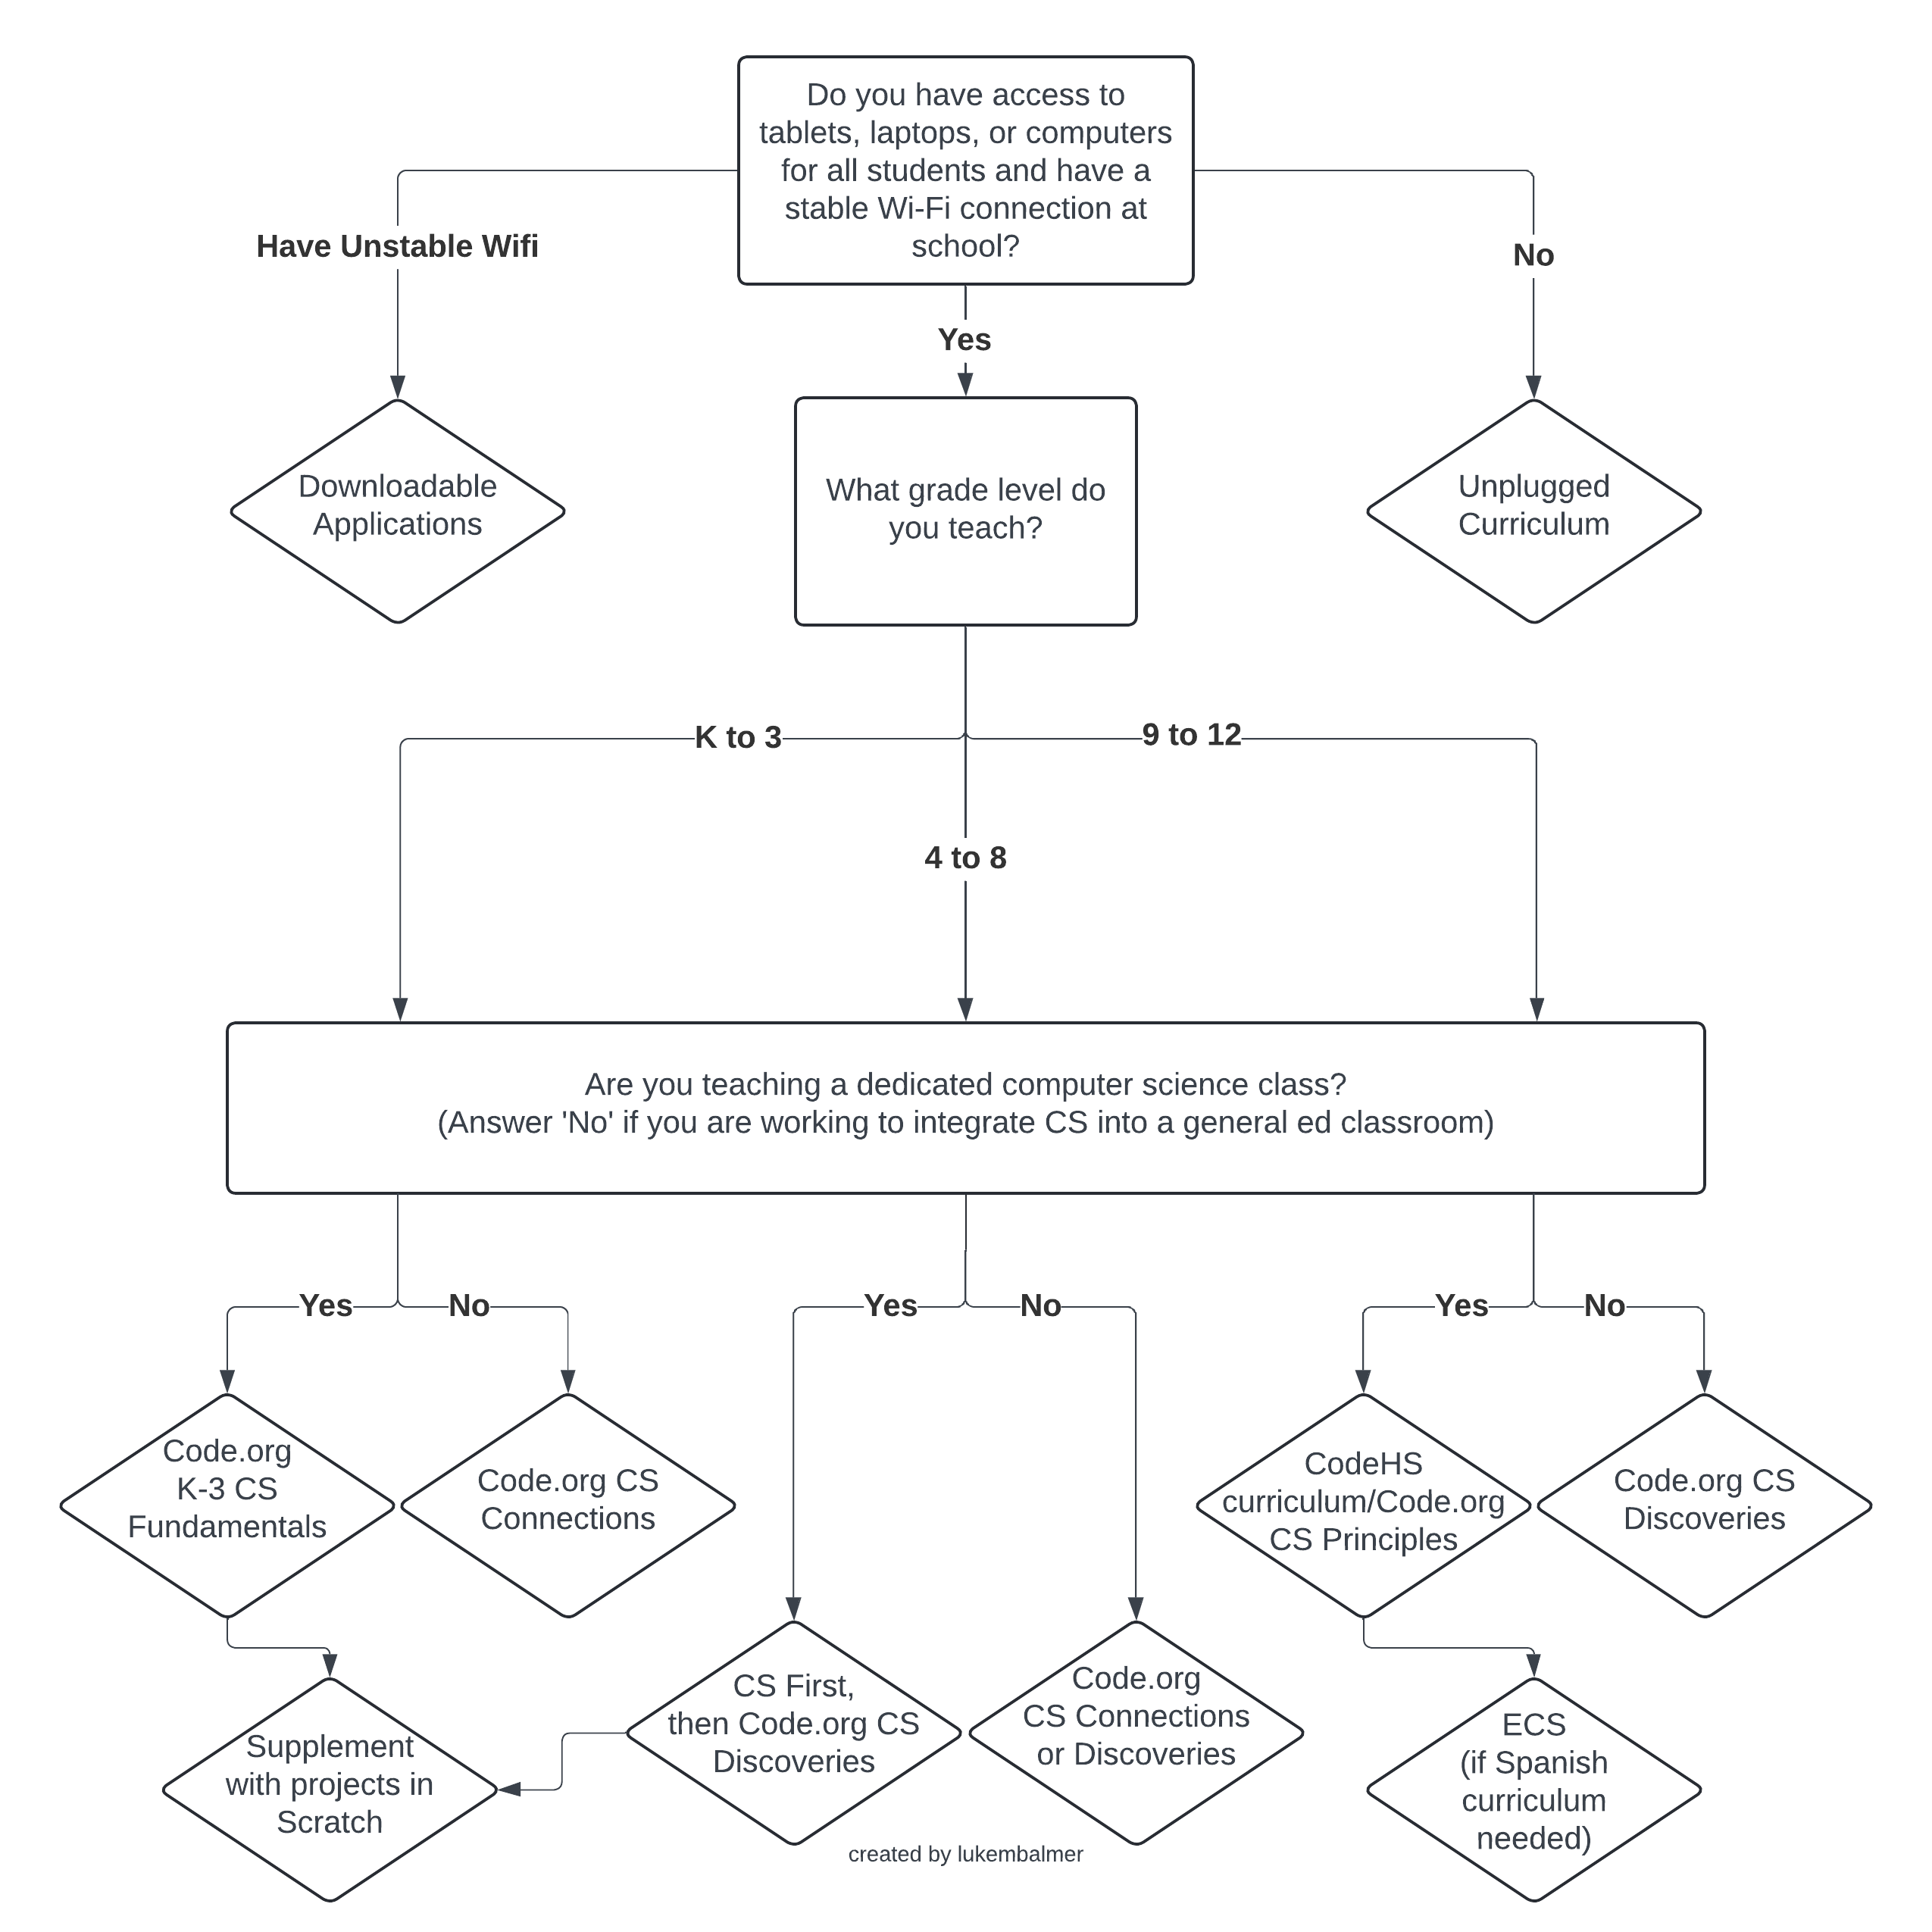 Do you have access to
tablets, laptops, or computers
for all students and have a
stable Wi-Fi connection at
school?
Have Unstable Wifi
No
Yes
Downloadable
Applications
What grade level do
you teach?
Unplugged
Curriculum
K to 3
9 to 12
4 to 8
Are you teaching a dedicated computer science class?
(Answer 'No' if you are working to integrate CS into a general ed classroom)
Yes
No
Yes
No
Yes
No
Code.org
K-3 CS
Fundamentals
Code.org CS
Connections
CodeHS
curriculum/Code.org
CS Principles
Code.org CS
Discoveries
Supplement
with projects in
Scratch
CS First,
then Code.org CS
Discoveries
Code.org
CS Connections
or Discoveries
ECS
(if Spanish
curriculum
needed)
created by lukembalmer